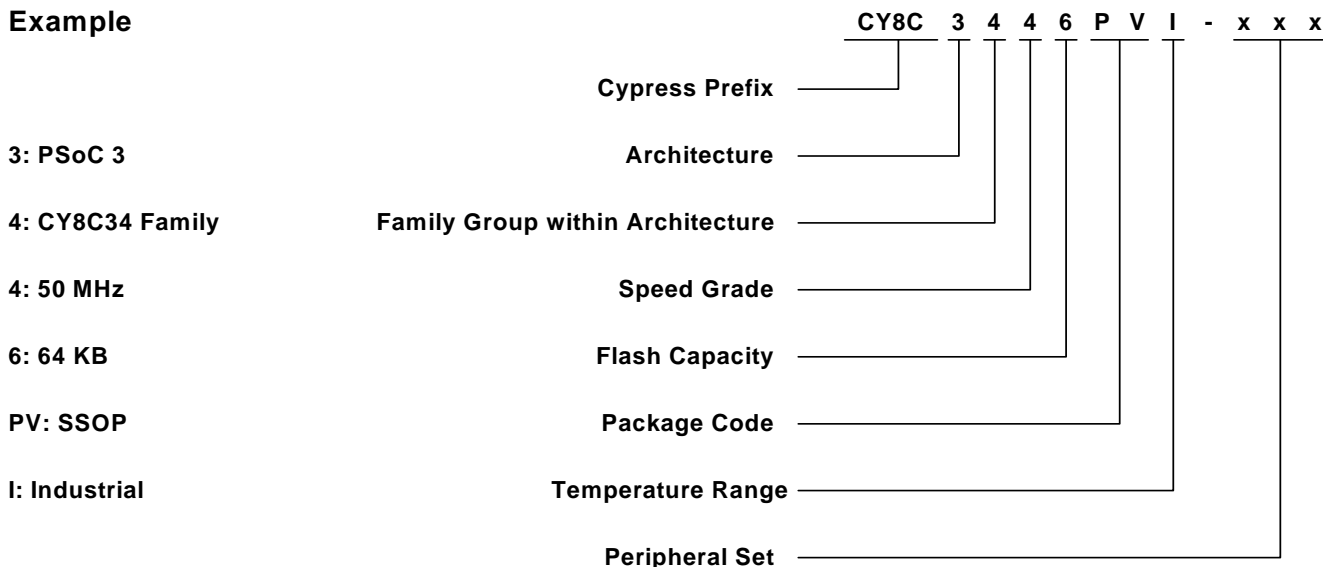 Example CY8C 3 4 4 6 P V I - x x x
Cypress Prefix
3: PSoC 3 Architecture
4: CY8C34 Family Family Group within Architecture
4: 50 MHz Speed Grade
6: 64 KB Flash Capacity
PV: SSOP Package Code
I: Industrial Temperature Range
Peripheral Set